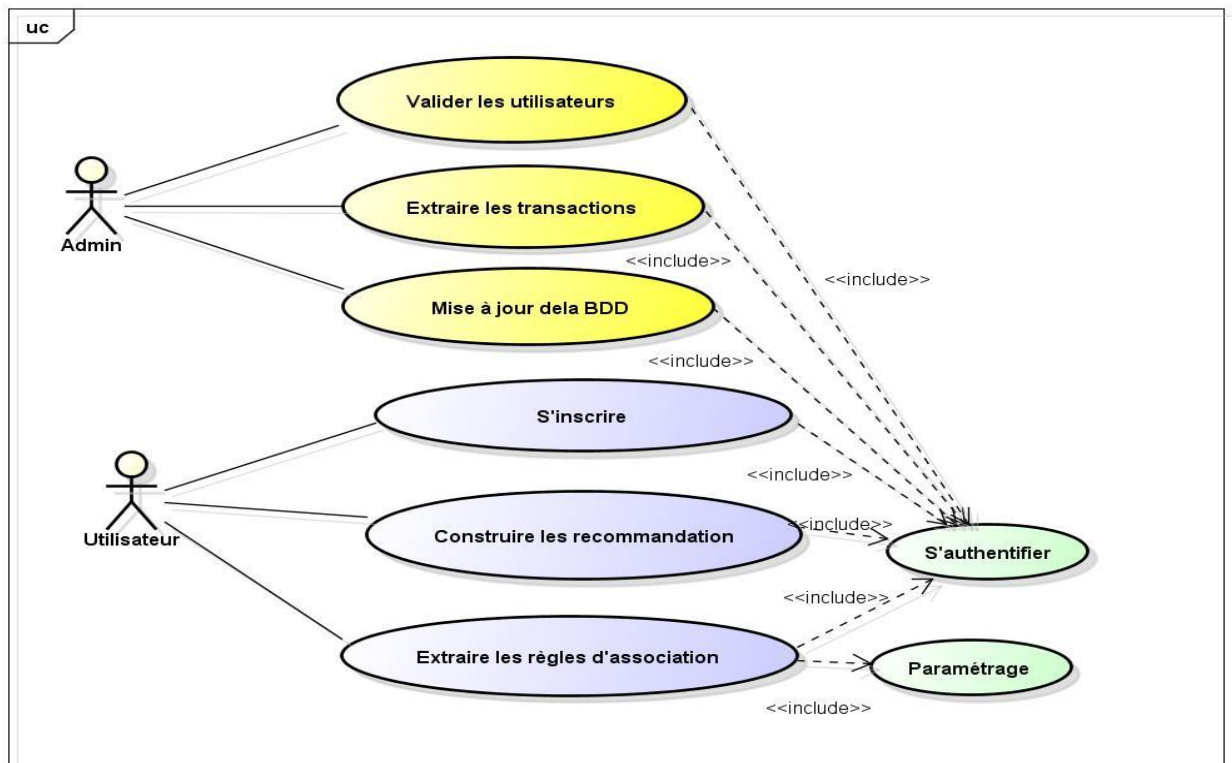 uc
Valider les utilisateurs
Extraire les transactions
Admin
<<include>>
<<include>>
Mise à jour dela BDD
<<include>>
S'inscrire
<<include>>
Utilisateur
Construire les recommandation
<<include>>
S'authentifier
<<include>>
Extraire les règles d'association
Paramétrage
<<include>>